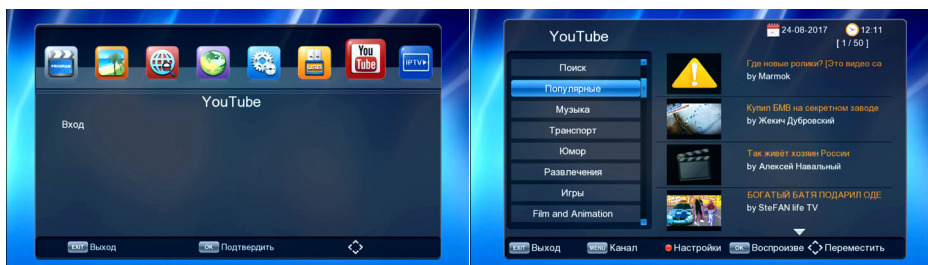 PROGRAM
You
Tube
IPTV
YouTube
Вход
EXIT Выход
OK Подтвердить
YouTube
24-08-2017
12:11
[ 1 / 50 ]
Поиск
Популярные
Музыка
Транспорт
Юмор
Развлечения
Игры
Film and Animation
Где новые ролики? [Это видео са
by Marmok
Купил БМВ на секретном заводе
by Жекич Дубровский
Так живёт хозяин России
by Алексей Навальный
БОГАТЫЙ БАТЯ ПОДАРИЛ ОДЕ
by SteFAN life TV
EXIT Выход
MENU Канал
Настройки
OK Воспроизве
Переместить